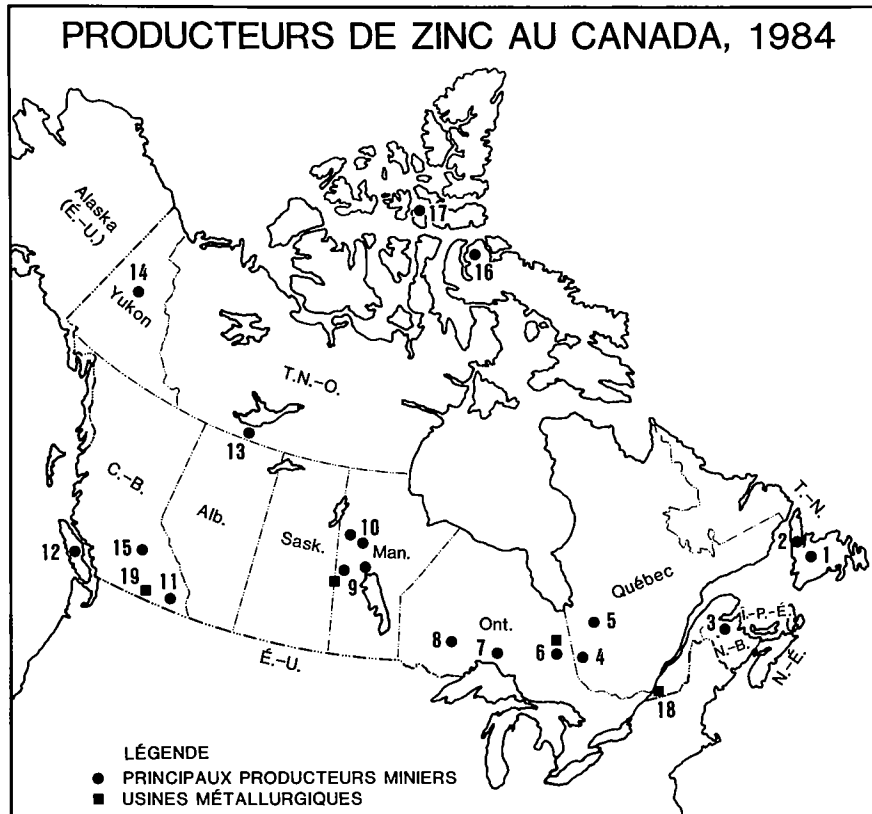 PRODUCTEURS DE ZINC AU CANADA, 1984
Alaska
(É.-U.)
14
Yukon
17
16
T.N.-O.
13
C.-B.
Alb.
Sask.
10
Man.
9
12
15
19
11
É.-U.
Ont.
8
7
6
5
4
Québec
T.-N.
2
1
3
Î.-P.-É.
N.-B.
N.-É.
18
LÉGENDE
● PRINCIPAUX PRODUCTEURS MINIERS
■ USINES MÉTALLURGIQUES